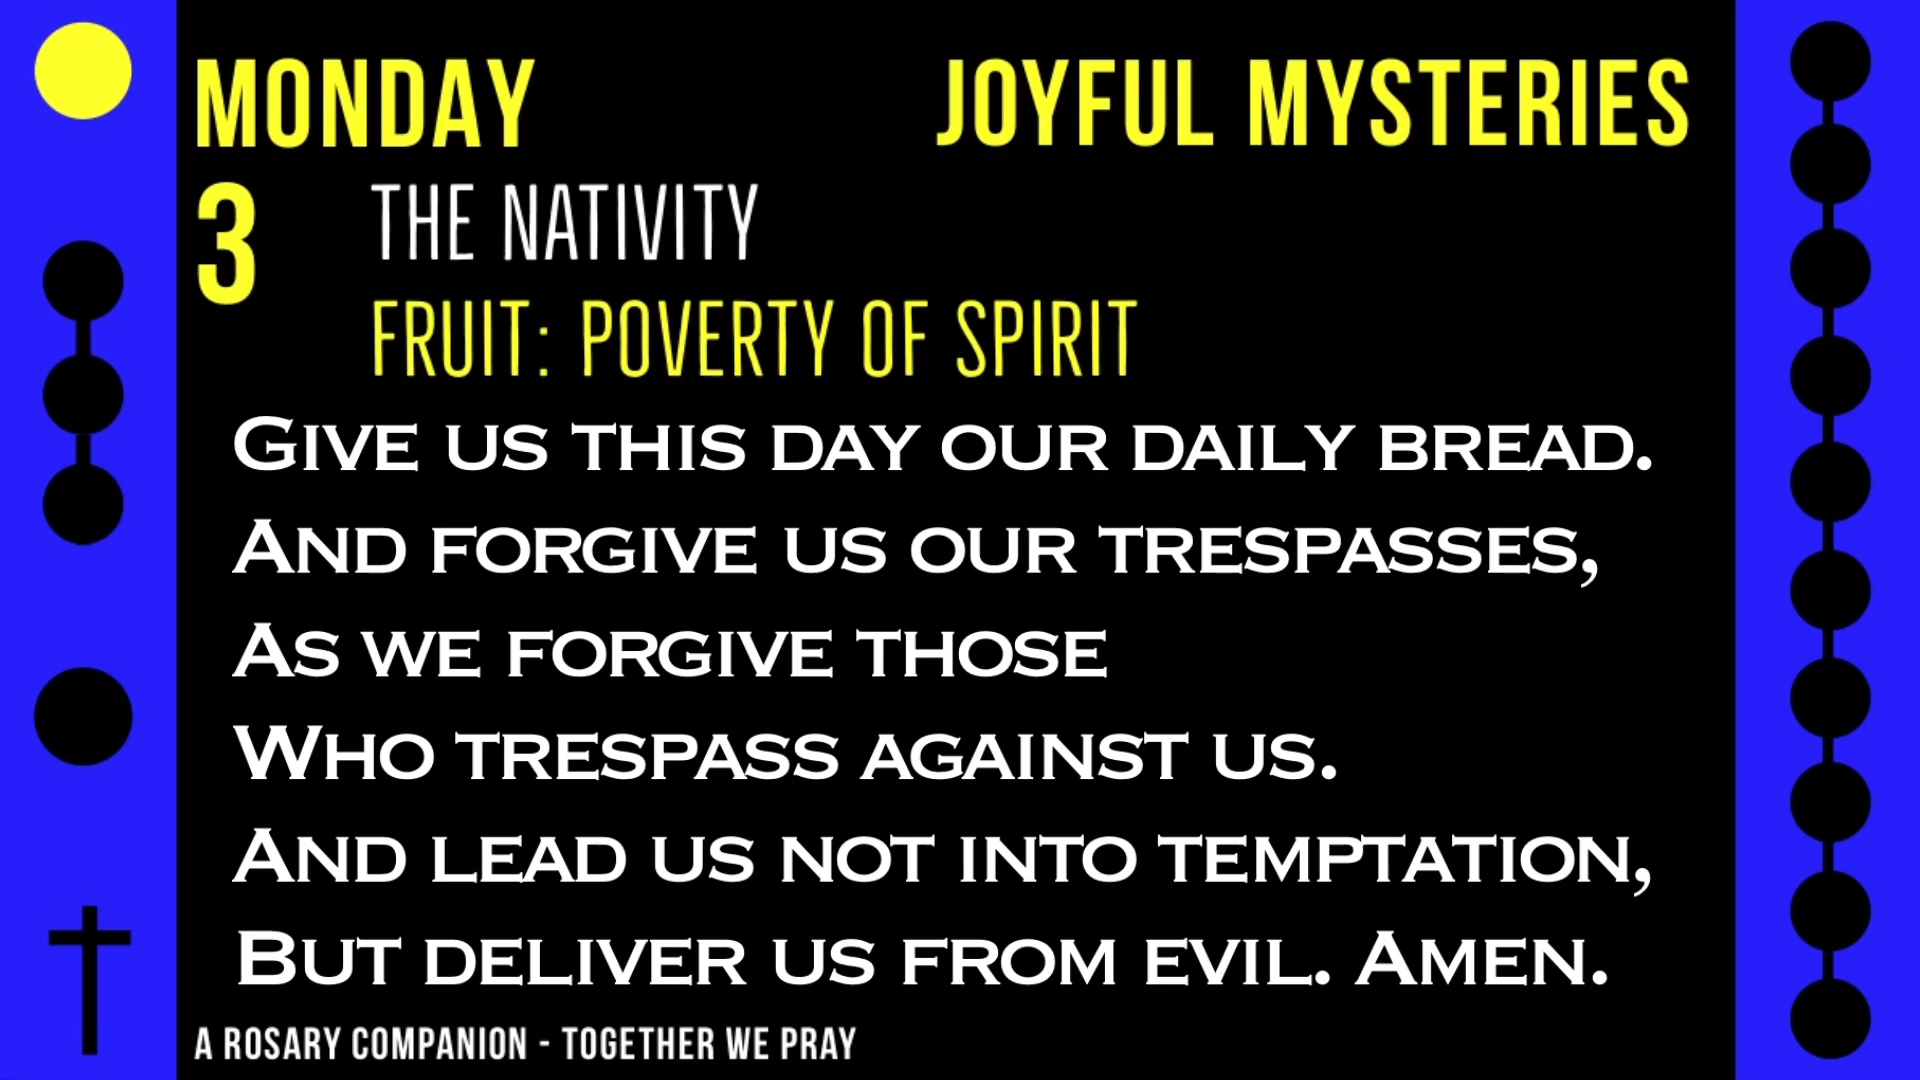 MONDAY JOYFUL MYSTERIES
3 THE NATIVITY
FRUIT: POVERTY OF SPIRIT
GIVE US THIS DAY OUR DAILY BREAD.
AND FORGIVE US OUR TRESPASSES,
AS WE FORGIVE THOSE
WHO TRESPASS AGAINST US.
AND LEAD US NOT INTO TEMPTATION,
BUT DELIVER US FROM EVIL. AMEN.
A ROSARY COMPANION - TOGETHER WE PRAY